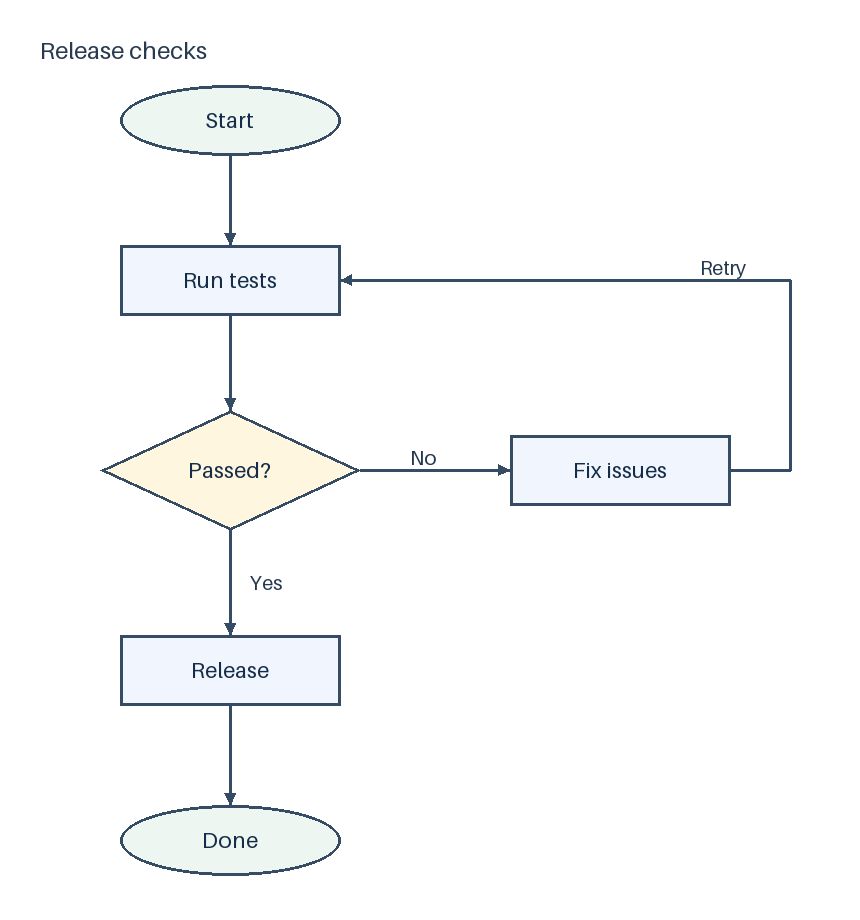 Release checks
Start
Run tests
Retry
Passed?
No
Fix issues
Yes
Release
Done